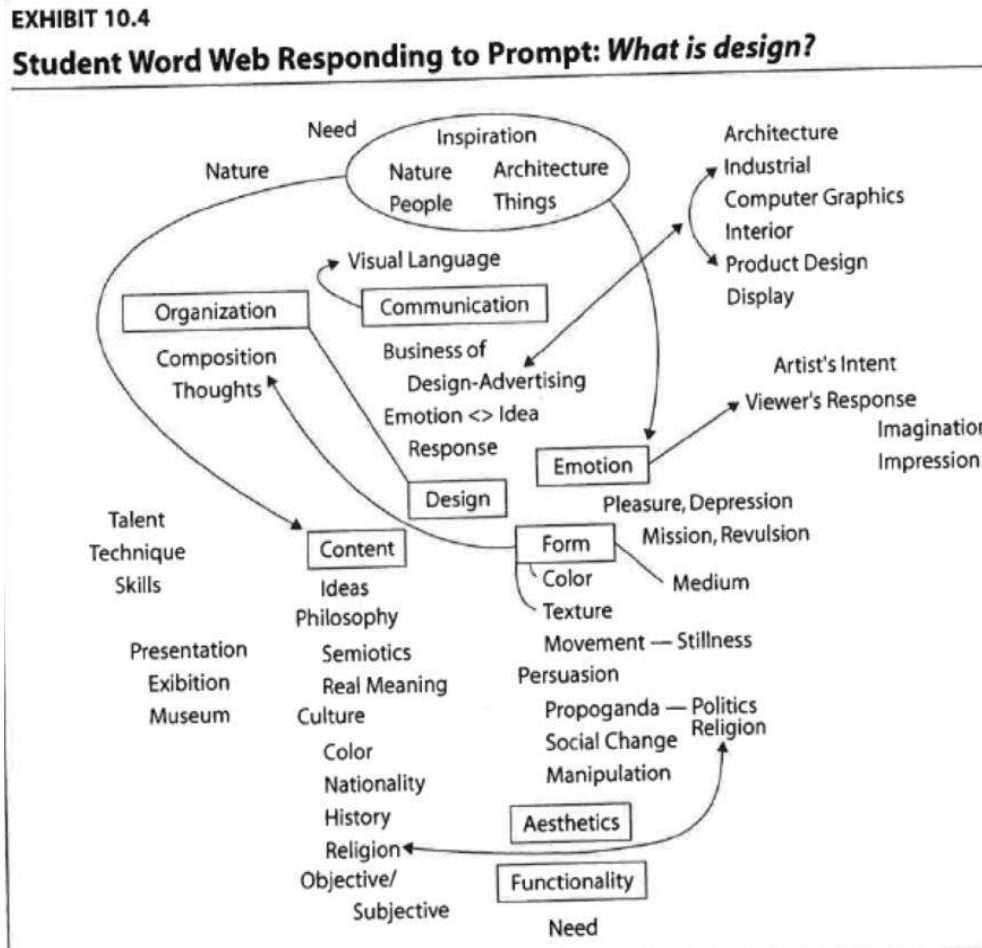 EXHIBIT 10.4
Student Word Web Responding to Prompt: What is design?
Need
Nature
Inspiration
Nature Architecture
People Things
Architecture
Industrial
Computer Graphics
Interior
Product Design
Display
Visual Language
Communication
Organization
Composition
Thoughts
Business of
Design-Advertising
Emotion <> Idea
Response
Artist's Intent
Viewer's Response
Imagination
Impression
Emotion
Pleasure, Depression
Mission, Revulsion
Design
Talent
Technique
Skills
Content
Ideas
Philosophy
Semiotics
Real Meaning
Culture
Color
Nationality
History
Religion
Objective/
Subjective
Presentation
Exibition
Museum
Form
Color
Texture
Medium
Movement — Stillness
Persuasion
Propoganda — Politics
Religion
Social Change
Manipulation
Aesthetics
Functionality
Need